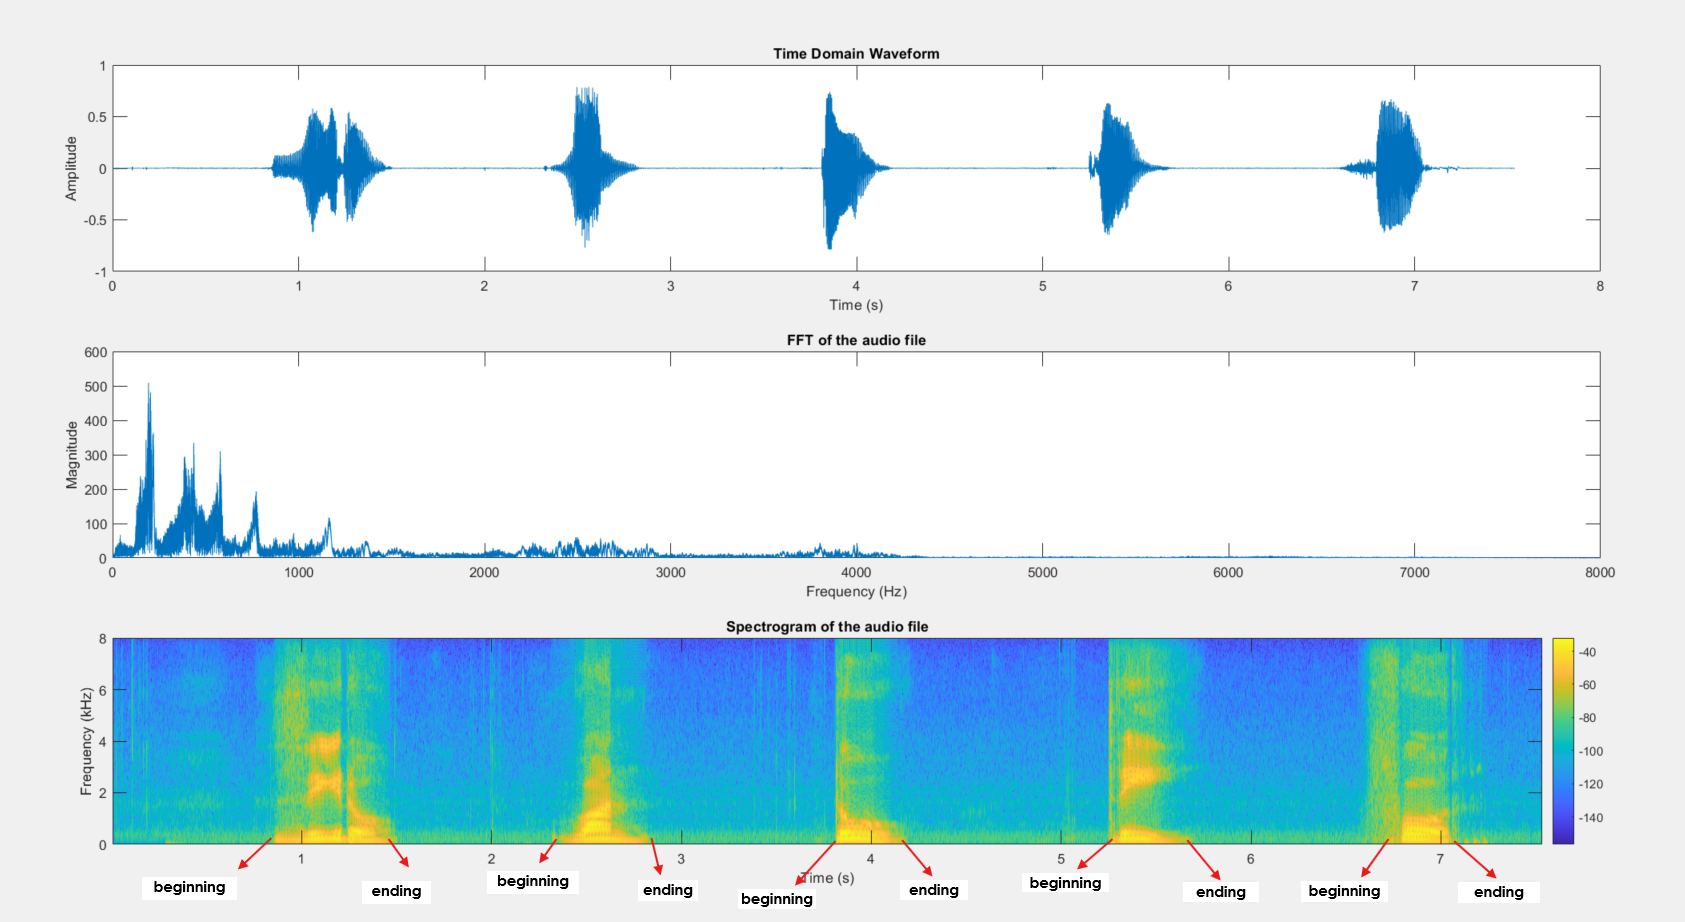 Time Domain Waveform
1
0.5
0
-0.5
-1
Amplitude
0 1 2 3 4 5 6 7 8
Time (s)
FFT of the audio file
600
500
400
300
200
100
0
Magnitude
0 1000 2000 3000 4000 5000 6000 7000 8000
Frequency (Hz)
Spectrogram of the audio file
8
6
4
2
0
Frequency (kHz)
-40
-60
-80
-100
-120
-140
1 2 3 4 5 6 7
Time (s)
beginning ending beginning ending beginning ending beginning ending beginning ending